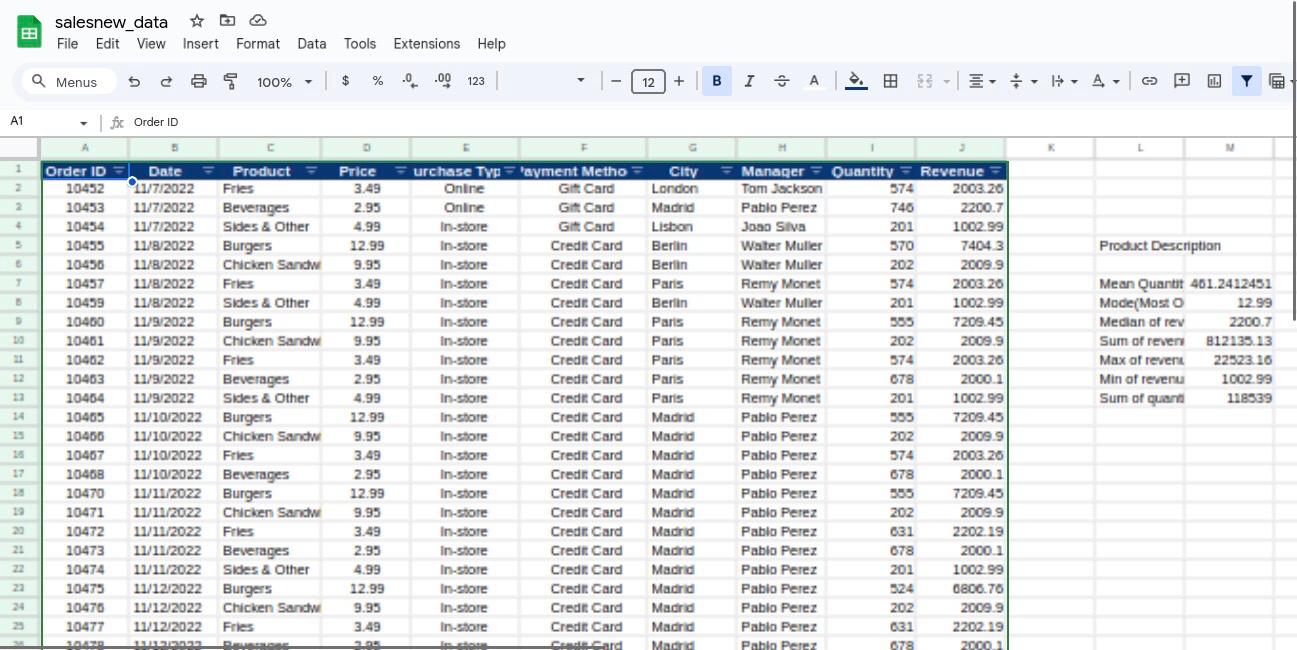 salesnew_data
File Edit View Insert Format Data Tools Extensions Help
Menus 100% $ % .0 .00 123 12 B I A
A1 fx Order ID
A B C D E F G H I J K L M
1 Order ID Date Product Price urchase Typ ayment Metho City Manager Quantity Revenue
2 10452 11/7/2022 Fries 3.49 Online Gift Card London Tom Jackson 574 2003.26
3 10453 11/7/2022 Beverages 2.95 Online Gift Card Madrid Pablo Perez 746 2200.7
4 10454 11/7/2022 Sides & Other 4.99 In-store Gift Card Lisbon Joao Silva 201 1002.99
5 10455 11/8/2022 Burgers 12.99 In-store Credit Card Berlin Walter Muller 570 7404.3 Product Description
6 10456 11/8/2022 Chicken Sandwi 9.95 In-store Credit Card Berlin Walter Muller 202 2009.9
7 10457 11/8/2022 Fries 3.49 In-store Credit Card Paris Remy Monet 574 2003.26 Mean Quantit 461.2412451
8 10459 11/8/2022 Sides & Other 4.99 In-store Credit Card Berlin Walter Muller 201 1002.99 Mode(Most O 12.99
9 10460 11/9/2022 Burgers 12.99 In-store Credit Card Paris Remy Monet 555 7209.45 Median of rev 2200.7
10 10461 11/9/2022 Chicken Sandwi 9.95 In-store Credit Card Paris Remy Monet 202 2009.9 Sum of revenu 812135.13
11 10462 11/9/2022 Fries 3.49 In-store Credit Card Paris Remy Monet 574 2003.26 Max of revenu 22523.16
12 10463 11/9/2022 Beverages 2.95 In-store Credit Card Paris Remy Monet 678 2000.1 Min of revenu 1002.99
13 10464 11/9/2022 Sides & Other 4.99 In-store Credit Card Paris Remy Monet 201 1002.99 Sum of quanti 118539
14 10465 11/10/2022 Burgers 12.99 In-store Credit Card Madrid Pablo Perez 555 7209.45
15 10466 11/10/2022 Chicken Sandwi 9.95 In-store Credit Card Madrid Pablo Perez 202 2009.9
16 10467 11/10/2022 Fries 3.49 In-store Credit Card Madrid Pablo Perez 574 2003.26
17 10468 11/10/2022 Beverages 2.95 In-store Credit Card Madrid Pablo Perez 678 2000.1
18 10470 11/11/2022 Burgers 12.99 In-store Credit Card Madrid Pablo Perez 555 7209.45
19 10471 11/11/2022 Chicken Sandwi 9.95 In-store Credit Card Madrid Pablo Perez 202 2009.9
20 10472 11/11/2022 Fries 3.49 In-store Credit Card Madrid Pablo Perez 631 2202.19
21 10473 11/11/2022 Beverages 2.95 In-store Credit Card Madrid Pablo Perez 678 2000.1
22 10474 11/11/2022 Sides & Other 4.99 In-store Credit Card Madrid Pablo Perez 201 1002.99
23 10475 11/12/2022 Burgers 12.99 In-store Credit Card Madrid Pablo Perez 524 6806.76
24 10476 11/12/2022 Chicken Sandwi 9.95 In-store Credit Card Madrid Pablo Perez 202 2009.9
25 10477 11/12/2022 Fries 3.49 In-store Credit Card Madrid Pablo Perez 631 2202.19
26 10478 11/12/2022 Beverages 2.95 In-store Credit Card Madrid Pablo Perez 678 2000.1